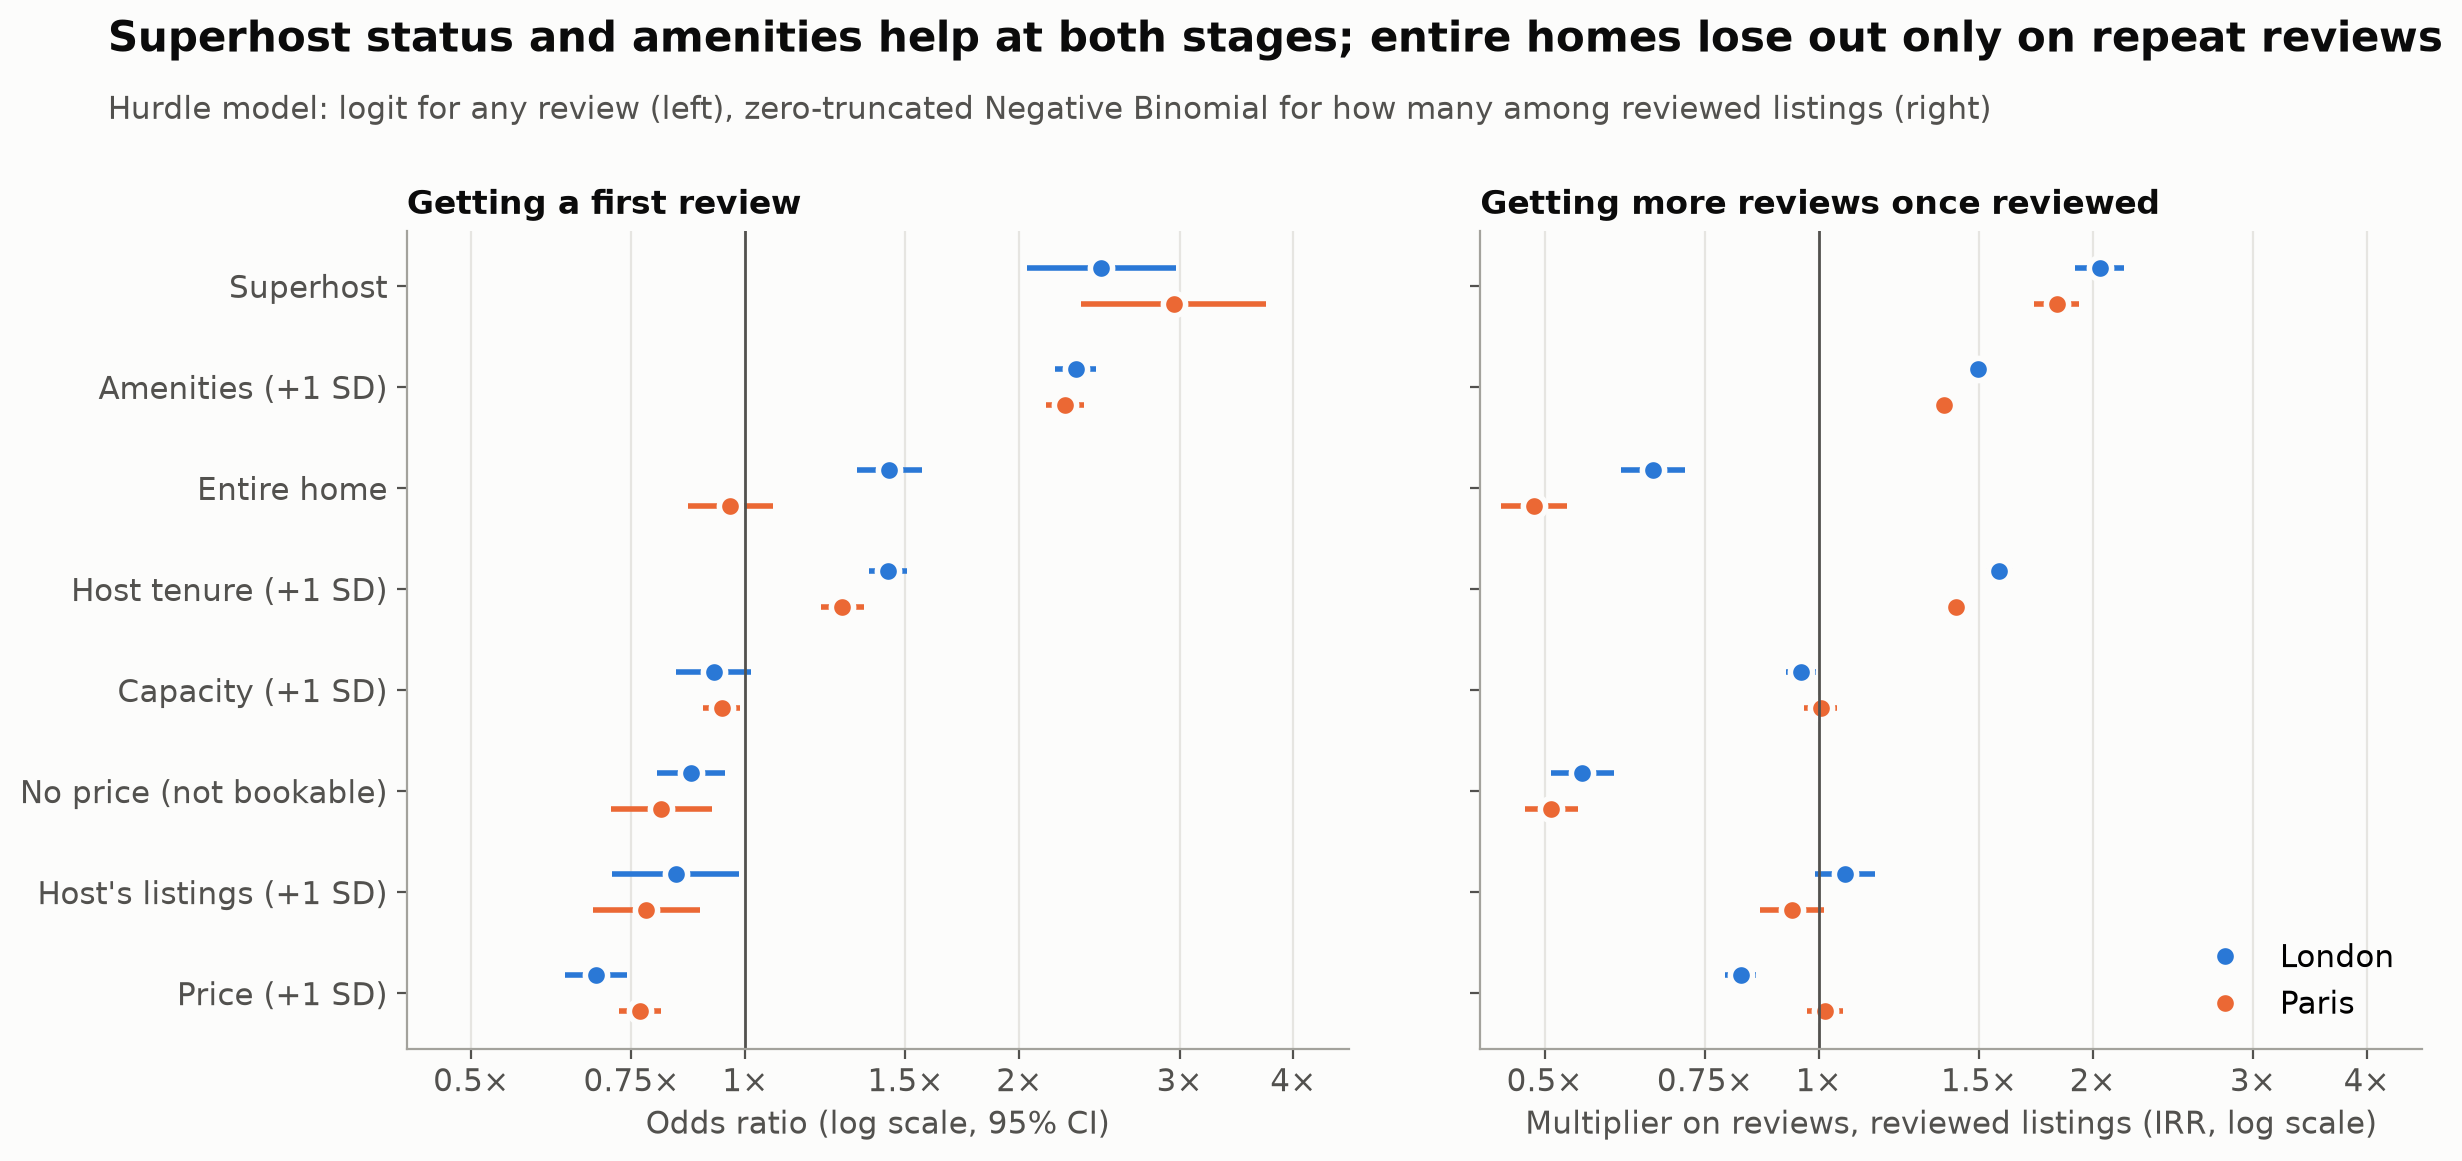 Superhost status and amenities help at both stages; entire homes lose out only on repeat reviews
Hurdle model: logit for any review (left), zero-truncated Negative Binomial for how many among reviewed listings (right)
Getting a first review
Getting more reviews once reviewed
Superhost
Amenities (+1 SD)
Entire home
Host tenure (+1 SD)
Capacity (+1 SD)
No price (not bookable)
Host's listings (+1 SD)
Price (+1 SD)
London
Paris
0.5× 0.75× 1× 1.5× 2× 3× 4×
0.5× 0.75× 1× 1.5× 2× 3× 4×
Odds ratio (log scale, 95% CI)
Multiplier on reviews, reviewed listings (IRR, log scale)